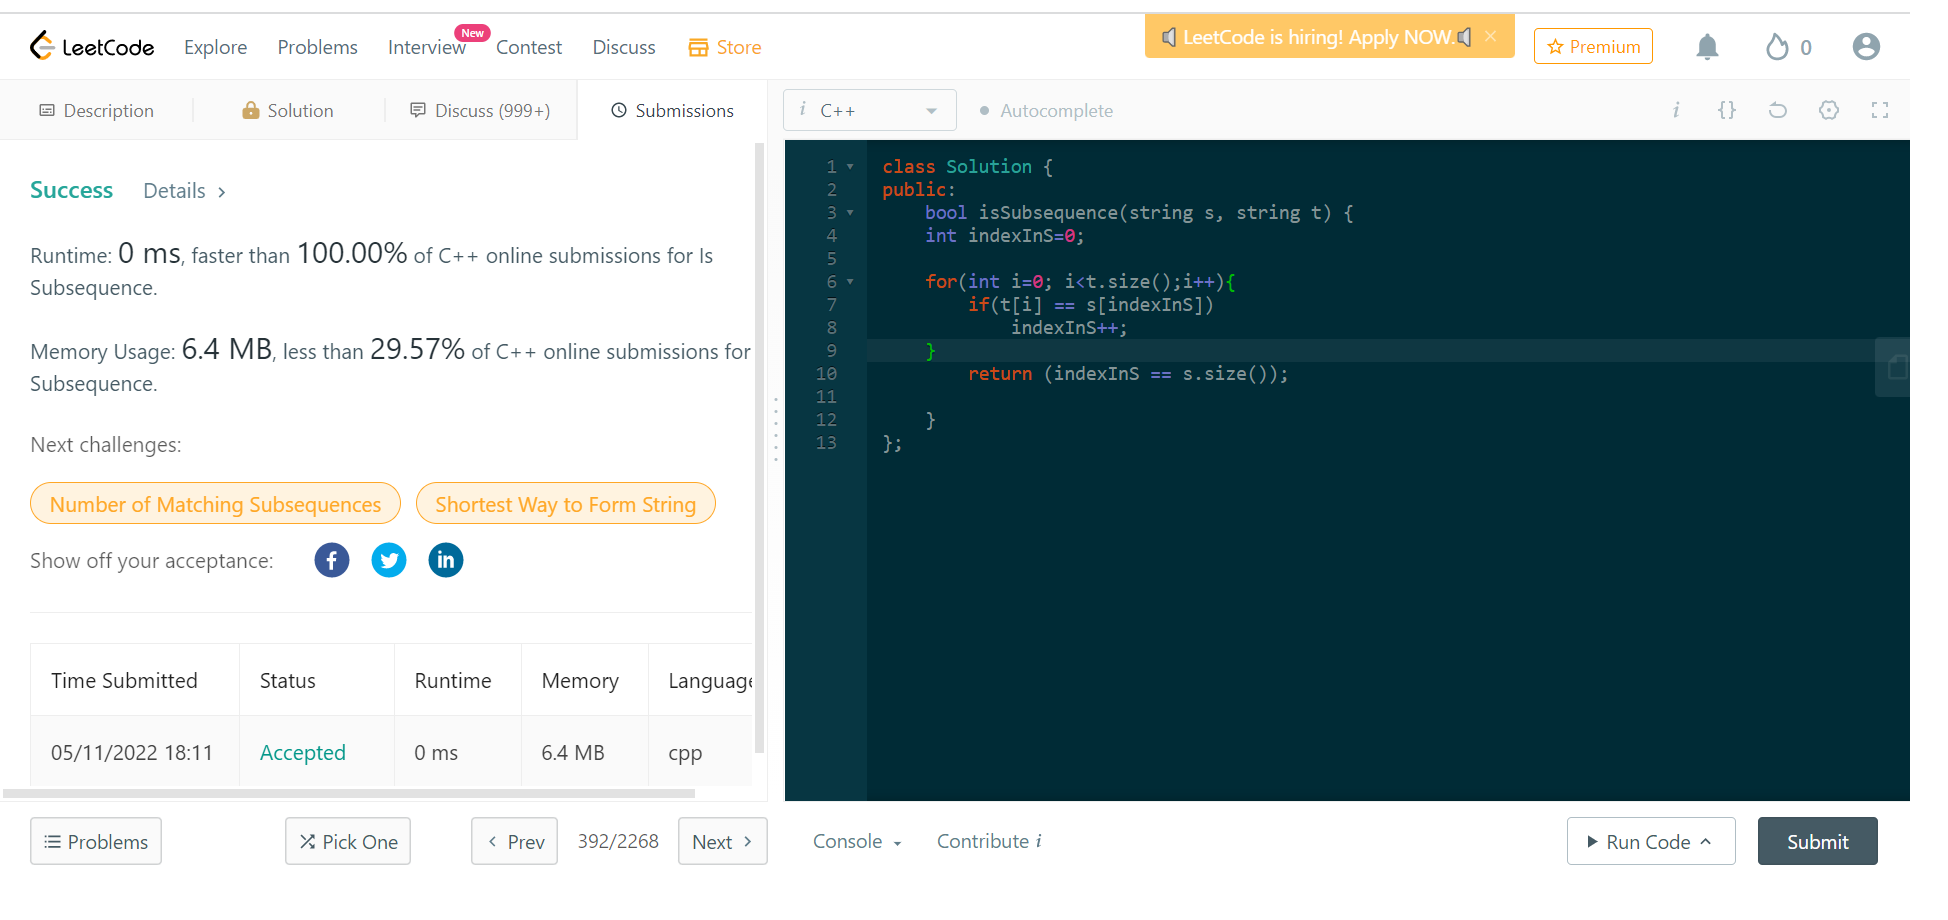 LeetCode Explore Problems Interview New Contest Discuss Store LeetCode is hiring! Apply NOW. × Premium 0
Description Solution Discuss (999+) Submissions i C++ Autocomplete i {}
Success Details >
Runtime: 0 ms, faster than 100.00% of C++ online submissions for Is
Subsequence.
Memory Usage: 6.4 MB, less than 29.57% of C++ online submissions for
Subsequence.
Next challenges:
Number of Matching Subsequences Shortest Way to Form String
Show off your acceptance: f in
Time Submitted Status Runtime Memory Language
05/11/2022 18:11 Accepted 0 ms 6.4 MB cpp
1 class Solution {
2 public:
3 bool isSubsequence(string s, string t) {
4 int indexInS=0;
5
6 for(int i=0; i<t.size();i++){
7 if(t[i] == s[indexInS])
8 indexInS++;
9 }
10 return (indexInS == s.size());
11
12 }
13 };
Problems Pick One < Prev 392/2268 Next > Console Contribute i Run Code Submit